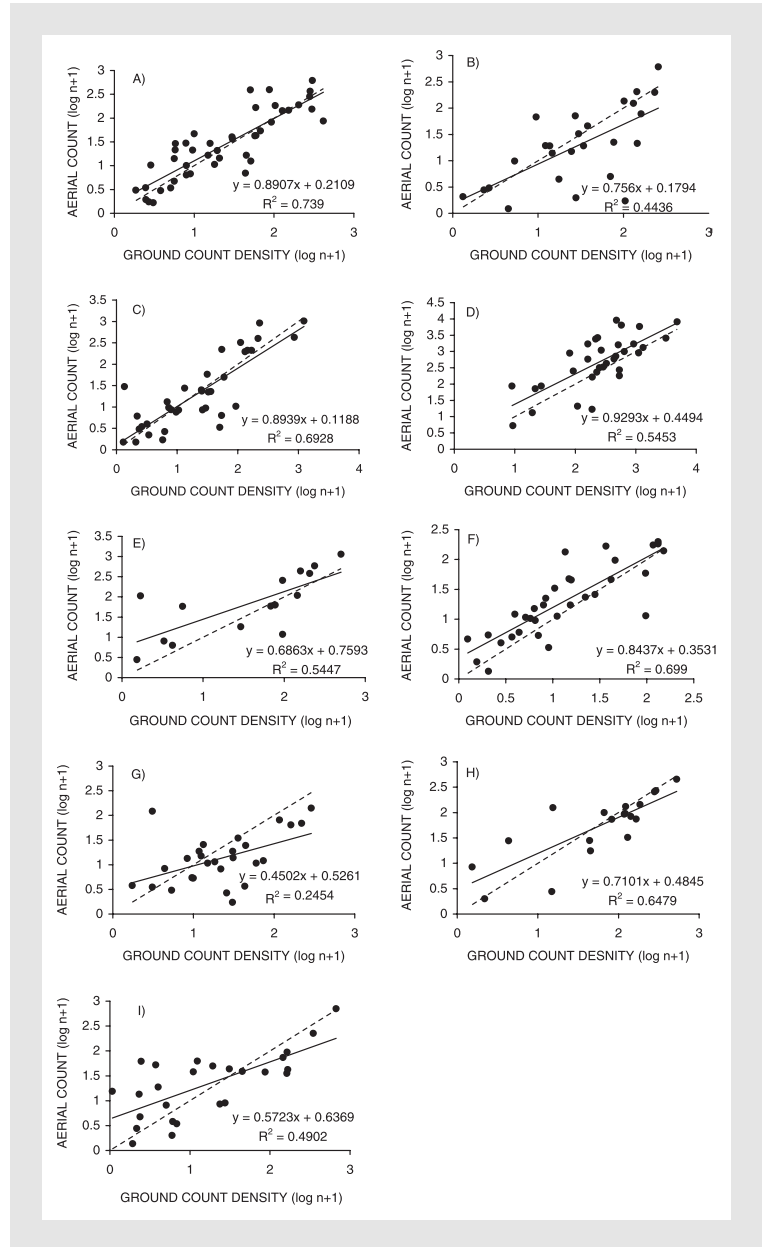 A)
AERIAL COUNT (log n+1)
3
2.5
2
1.5
1
0.5
0
y = 0.8907x + 0.2109
R2 = 0.739
0 1 2 3
GROUND COUNT DENSITY (log n+1)
B)
AERIAL COUNT (log n+1)
3
2.5
2
1.5
1
0.5
0
y = 0.756x + 0.1794
R2 = 0.4436
0 1 2 3
GROUND COUNT DENSITY (log n+1)
C)
AERIAL COUNT (log n+1)
3.5
3
2.5
2
1.5
1
0.5
0
y = 0.8939x + 0.1188
R2 = 0.6928
0 1 2 3 4
GROUND COUNT DENSITY (log n+1)
D)
AERIAL COUNT (log n+1)
4.5
4
3.5
3
2.5
2
1.5
1
0.5
0
y = 0.9293x + 0.4494
R2 = 0.5453
0 1 2 3 4
GROUND COUNT DENSITY (log n+1)
E)
AERIAL COUNT (log n+1)
3.5
3
2.5
2
1.5
1
0.5
0
y = 0.6863x + 0.7593
R2 = 0.5447
0 1 2 3
GROUND COUNT DENSITY (log n+1)
F)
AERIAL COUNT (log n+1)
2.5
2
1.5
1
0.5
0
y = 0.8437x + 0.3531
R2 = 0.699
0 0.5 1 1.5 2 2.5
GROUND COUNT DENSITY (log n+1)
G)
AERIAL COUNT (log n+1)
3
2.5
2
1.5
1
0.5
0
y = 0.4502x + 0.5261
R2 = 0.2454
0 1 2 3
GROUND COUNT DENSITY (log n+1)
H)
AERIAL COUNT (log n+1)
3
2.5
2
1.5
1
0.5
0
y = 0.7101x + 0.4845
R2 = 0.6479
0 1 2 3
GROUND COUNT DESNITY (log n+1)
I)
AERIAL COUNT (log n+1)
3
2.5
2
1.5
1
0.5
0
y = 0.5723x + 0.6369
R2 = 0.4902
0 1 2 3
GROUND COUNT DENSITY (log n+1)